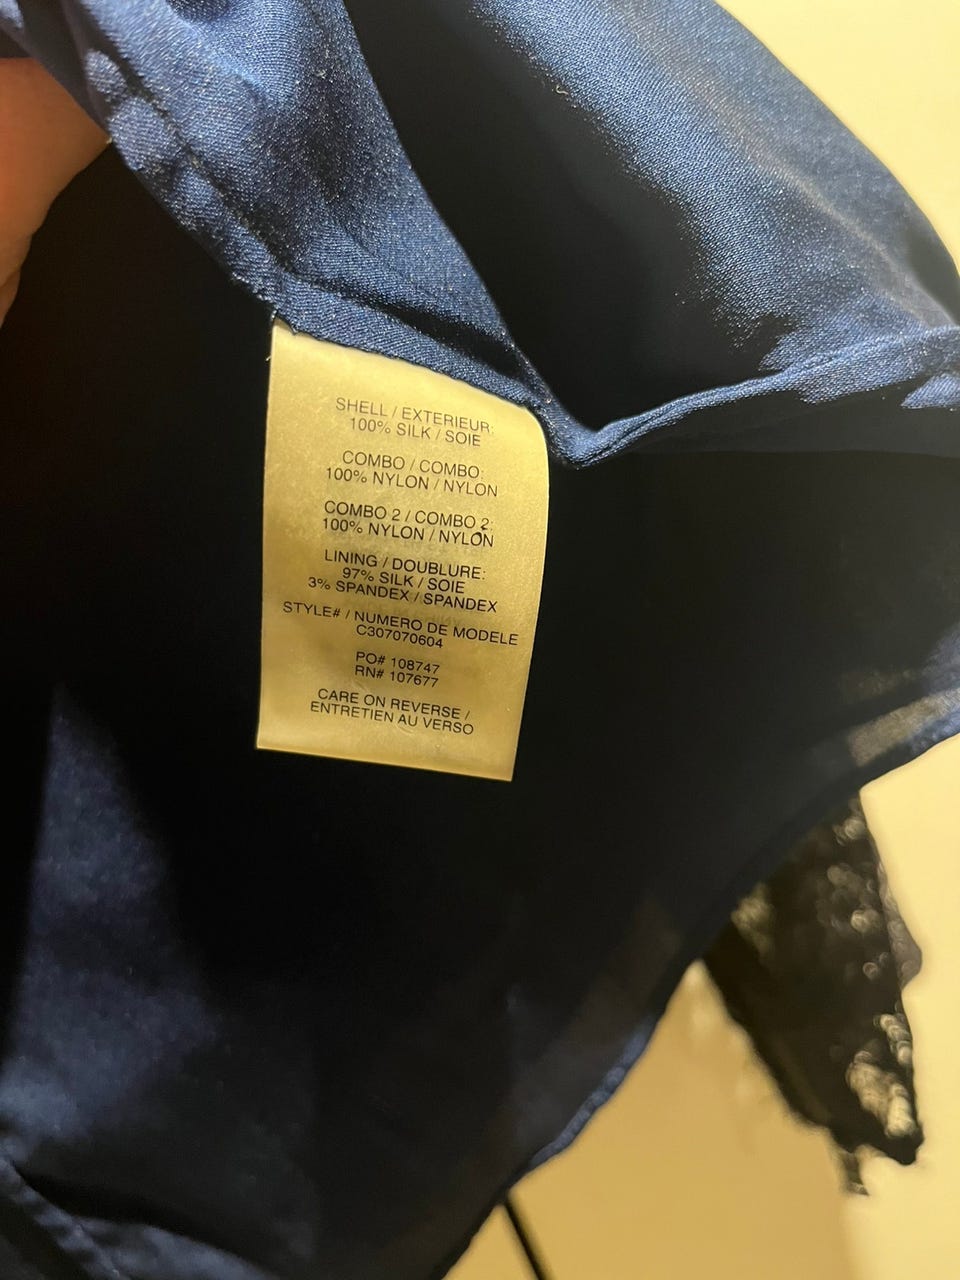 SHELL / EXTERIEUR:
100% SILK / SOIE
COMBO / COMBO:
100% NYLON / NYLON
COMBO 2 / COMBO 2:
100% NYLON / NYLON
LINING / DOUBLURE:
97% SILK / SOIE
3% SPANDEX / SPANDEX
STYLE# / NUMERO DE MODELE
C307070604
PO# 108747
RN# 107677
CARE ON REVERSE /
ENTRETIEN AU VERSO